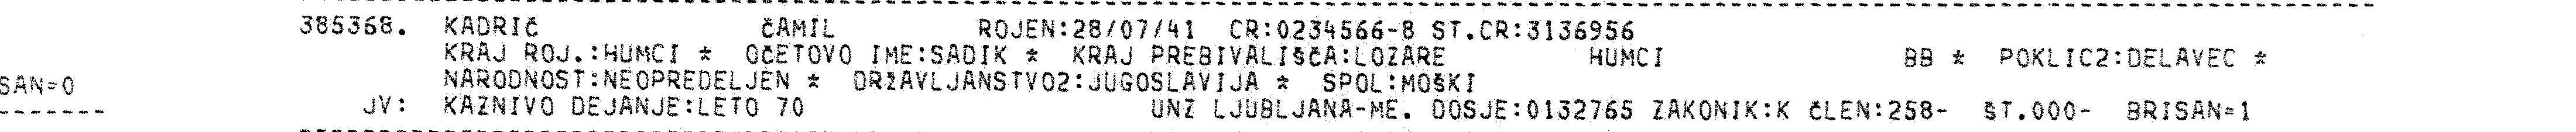 385368. KADRIČ ČAMIL ROJEN:28/07/41 CR:0234566-8 ST.CR:3136956
KRAJ ROJ.:HUMCI * OČETOVO IME:SADIK * KRAJ PREBIVALIŠČA:LOZARE HUMCI BB * POKLIC2:DELAVEC *
SAN=0 NARODNOST:NEOPREDELJEN * DRŽAVLJANSTVO2:JUGOSLAVIJA * SPOL:MOŠKI
JV: KAZNIVO DEJANJE:LETO 70 UNZ LJUBLJANA-ME. DOSJE:0132765 ZAKONIK:K ČLEN:258- ŠT.000- BRISAN=1